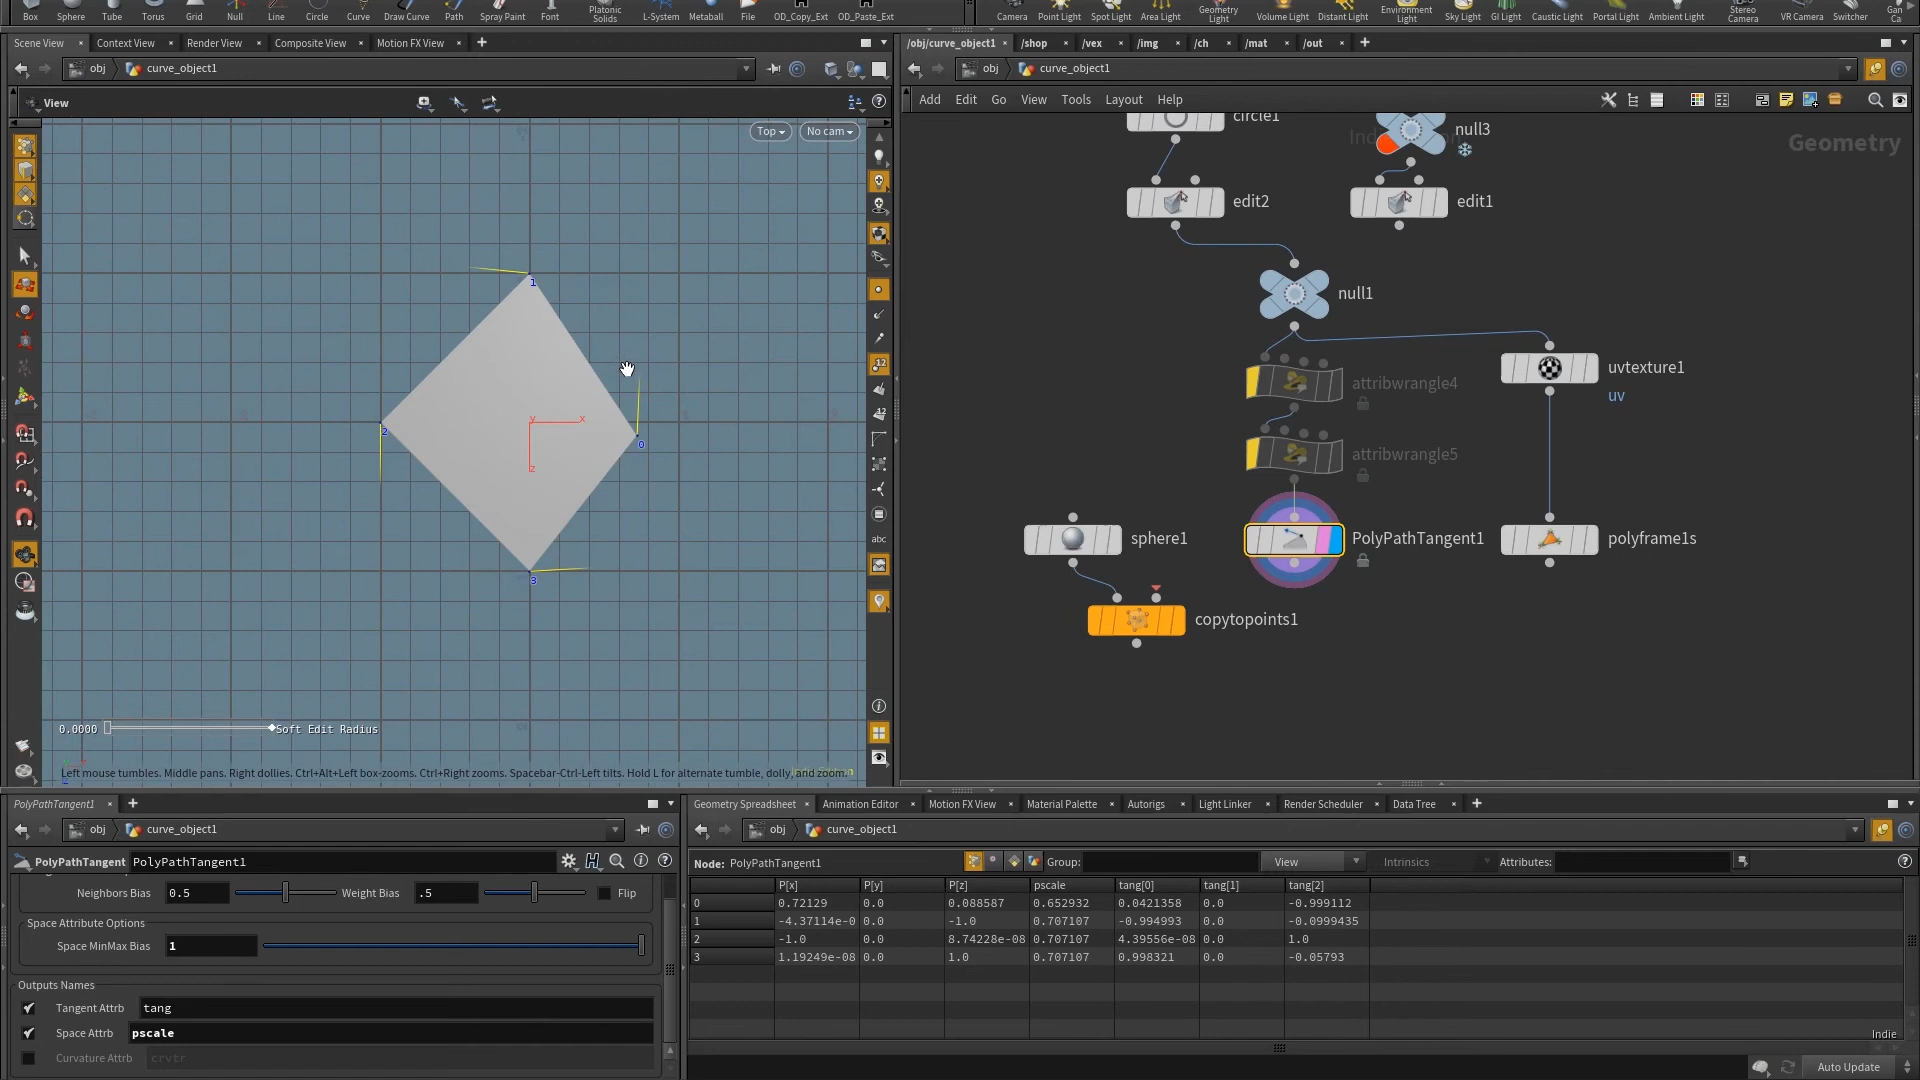 Box Sphere Tube Torus Grid Null Line Circle Curve Draw Curve Path Spray Paint Font Platonic Solids L-System Metaball File OD_Copy_Ext OD_Paste_Ext
Camera Point Light Spot Light Area Light Geometry Light Volume Light Distant Light Environment Light Sky Light GI Light Caustic Light Portal Light Ambient Light Stereo Camera VR Camera Switcher
Scene View Context View Render View Composite View Motion FX View
/obj/curve_object1 /shop /vex /img /ch /mat /out
obj curve_object1
obj curve_object1
View
Add Edit Go View Tools Layout Help
Top No cam
Geometry
circle1
null3
edit2
edit1
null1
attribwrangle4
uvtexture1
uv
attribwrangle5
sphere1
PolyPathTangent1
polyframe1s
copytopoints1
1
2
0
3
y
x
z
12
12
abc
0.0000 Soft Edit Radius
Left mouse tumbles. Middle pans. Right dollies. Ctrl+Alt+Left box-zooms. Ctrl+Right zooms. Spacebar-Ctrl-Left tilts. Hold L for alternate tumble, dolly, and zoom.
PolyPathTangent1
obj curve_object1
PolyPathTangent PolyPathTangent1
Neighbors Bias 0.5 Weight Bias .5 Flip
Space Attribute Options
Space MinMax Bias 1
Outputs Names
Tangent Attrb tang
Space Attrb pscale
Curvature Attrb crvtr
Geometry Spreadsheet Animation Editor Motion FX View Material Palette Autorigs Light Linker Render Scheduler Data Tree
obj curve_object1
Node: PolyPathTangent1 Group: View Intrinsics Attributes:
P[x] P[y] P[z] pscale tang[0] tang[1] tang[2]
0 0.72129 0.0 0.088587 0.652932 0.0421358 0.0 -0.999112
1 -4.37114e-0 0.0 -1.0 0.707107 -0.994993 0.0 -0.0999435
2 -1.0 0.0 8.74228e-08 0.707107 4.39556e-08 0.0 1.0
3 1.19249e-08 0.0 1.0 0.707107 0.998321 0.0 -0.05793
Indie
Auto Update